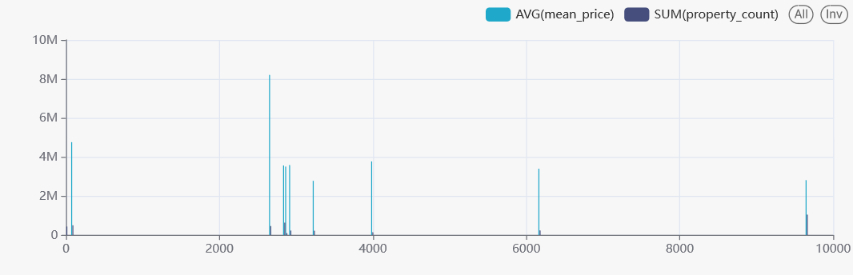 AVG(mean_price) SUM(property_count) All Inv
10M
8M
6M
4M
2M
0
0 2000 4000 6000 8000 10000